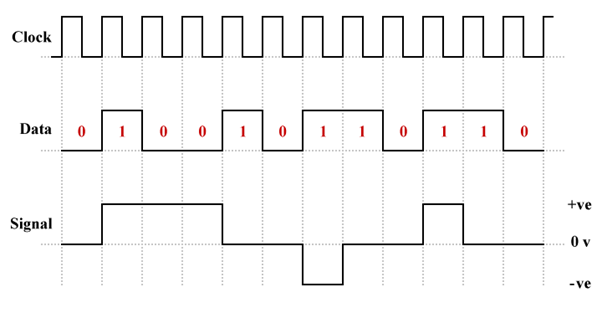 Clock
Data 0 1 0 0 1 0 1 1 0 1 1 0
+ve
Signal
0 v
-ve